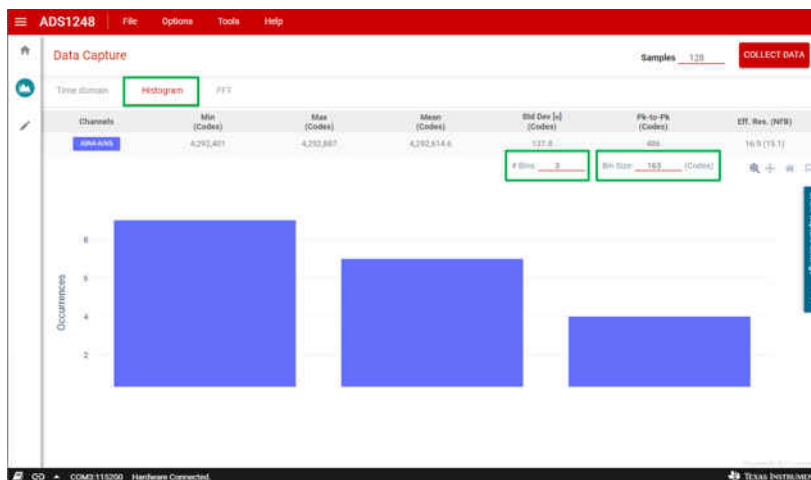 ADS1248 File Options Tools Help
Data Capture Samples 128 COLLECT DATA
Time domain Histogram FFT
Channels Min (Codes) Max (Codes) Mean (Codes) Std Dev [σ] (Codes) Pk-to-Pk (Codes) Eff. Res. (NFB)
AIN4-AIN5 4,292,401 4,292,887 4,292,614.6 137.8 486 16.9 (15.1)
# Bins 3 Bin Size 163 (Codes)
8
6
4
2
Occurrences
COM3:115200 Hardware Connected.
TEXAS INSTRUMEN